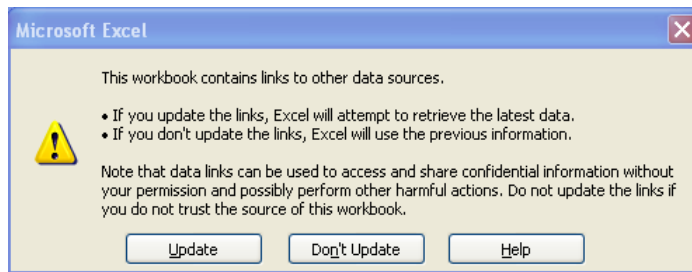 Microsoft Excel
This workbook contains links to other data sources.
• If you update the links, Excel will attempt to retrieve the latest data.
• If you don't update the links, Excel will use the previous information.
Note that data links can be used to access and share confidential information without
your permission and possibly perform other harmful actions. Do not update the links if
you do not trust the source of this workbook.
Update Don't Update Help